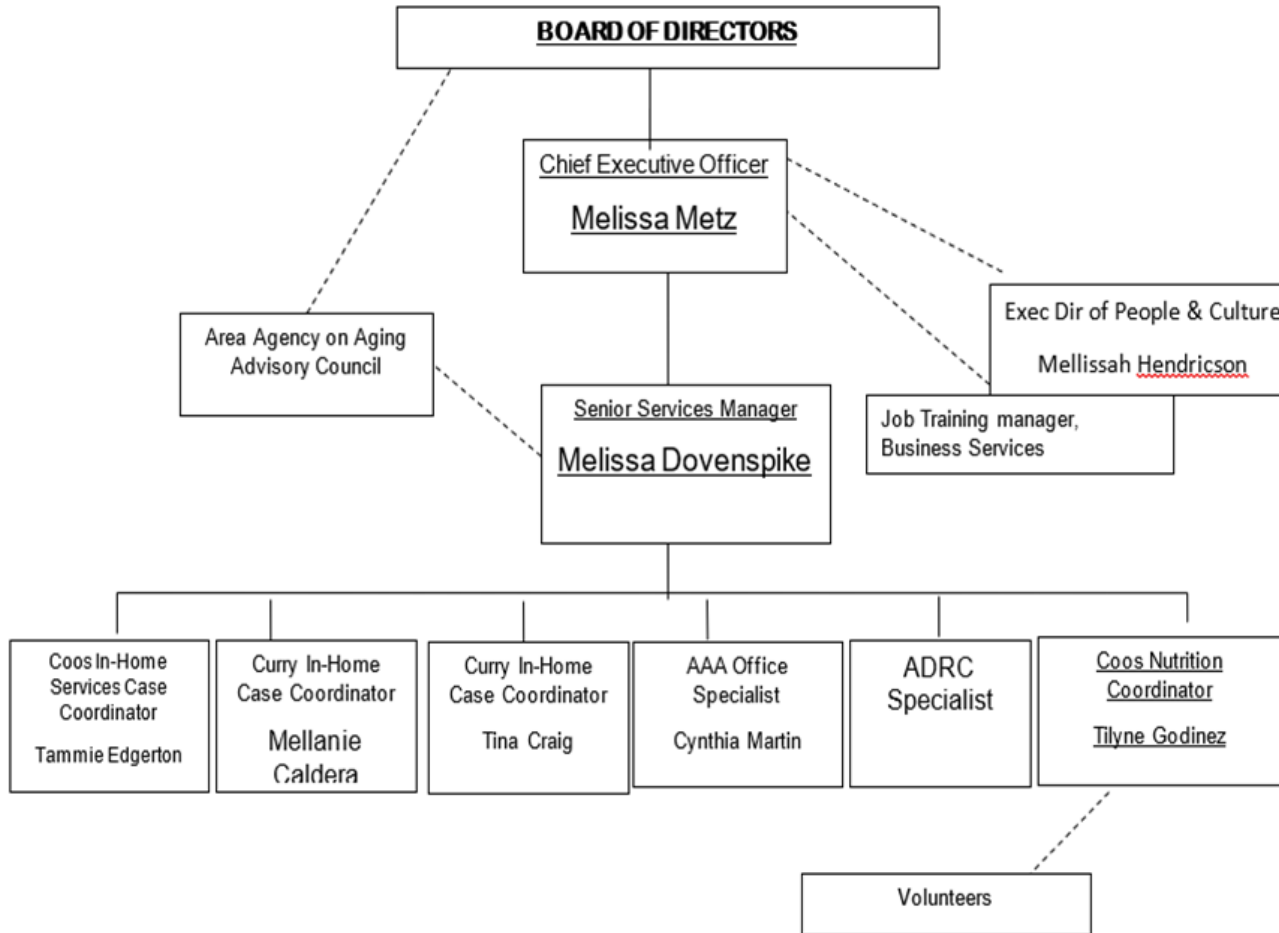 BOARD OF DIRECTORS
Chief Executive Officer
Melissa Metz
Area Agency on Aging
Advisory Council
Exec Dir of People & Culture
Mellissah Hendricson
Senior Services Manager
Melissa Dovenspike
Job Training manager,
Business Services
Coos In-Home
Services Case
Coordinator
Tammie Edgerton
Curry In-Home
Case Coordinator
Mellanie
Caldera
Curry In-Home
Case Coordinator
Tina Craig
AAA Office
Specialist
Cynthia Martin
ADRC
Specialist
Coos Nutrition
Coordinator
Tilyne Godinez
Volunteers